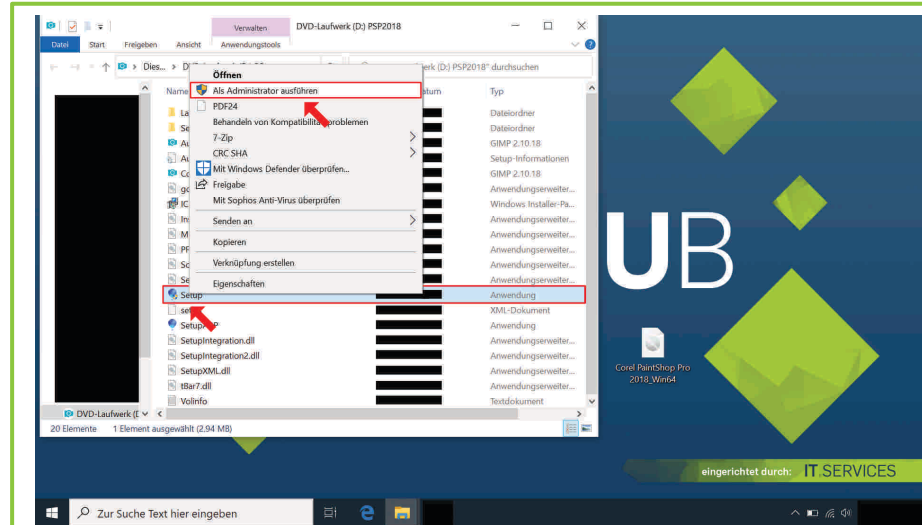 Verwalten DVD-Laufwerk (D:) PSP2018
Datei Start Freigeben Ansicht Anwendungstools
Dies...
(D:) PSP2018" durchsuchen
Name Typ
Öffnen
Als Administrator ausführen
PDF24
Behandeln von
7-Zip
CRC SHA
Mit Windows Defender überprüfen...
Freigabe
Mit Sophos Anti-Virus überprüfen
Senden an
Kopieren
Verknüpfung erstellen
Eigenschaften
Dateiordner
Dateiordner
GIMP 2.10.18
Setup-Informationen
GIMP 2.10.18
Anwendungserweiter...
Windows Installer-Pa...
Anwendungserweiter...
Anwendungserweiter...
Anwendungserweiter...
Anwendungserweiter...
Anwendungserweiter...
Setup Anwendung
XML-Dokument
Anwendung
SetupIntegration.dll Anwendungserweiter...
SetupIntegration2.dll Anwendungserweiter...
SetupXML.dll Anwendungserweiter...
tBar7.dll Anwendungserweiter...
Volinfo Textdokument
DVD-Laufwerk (D
20 Elemente 1 Element ausgewählt (2,94 MB)
UB
Corel PaintShop Pro
2018_Win64
eingerichtet durch: IT.SERVICES
Zur Suche Text hier eingeben